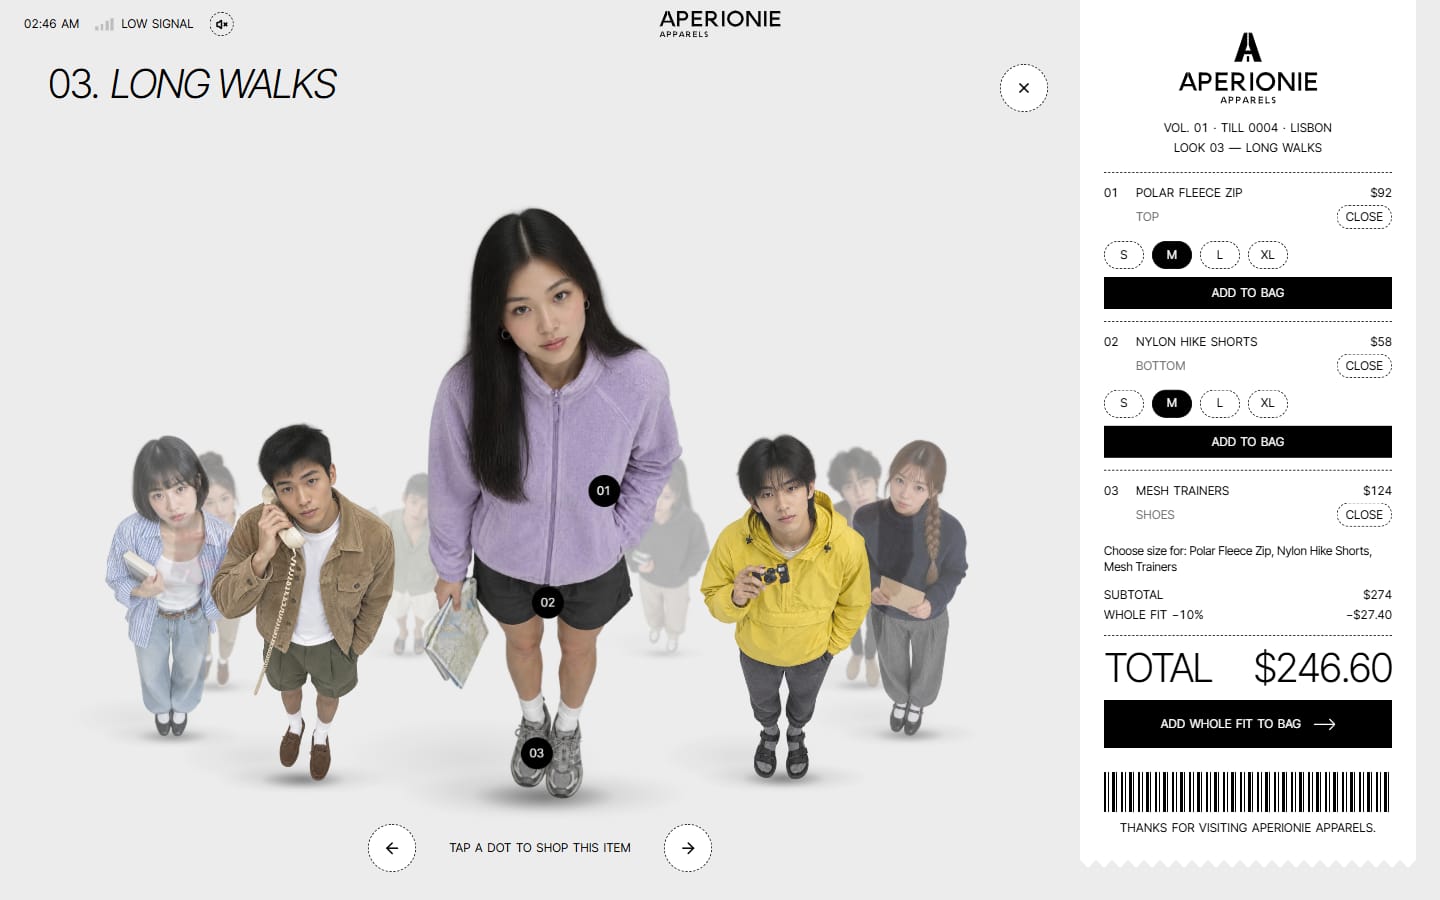 02:46 AM
LOW SIGNAL
APERIONIE
APPARELS
03. LONG WALKS
01
02
03
TAP A DOT TO SHOP THIS ITEM
APERIONIE
APPARELS
VOL. 01 · TILL 0004 · LISBON
LOOK 03 — LONG WALKS
01 POLAR FLEECE ZIP $92
TOP CLOSE
S M L XL
ADD TO BAG
02 NYLON HIKE SHORTS $58
BOTTOM CLOSE
S M L XL
ADD TO BAG
03 MESH TRAINERS $124
SHOES CLOSE
Choose size for: Polar Fleece Zip, Nylon Hike Shorts,
Mesh Trainers
SUBTOTAL $274
WHOLE FIT −10% −$27.40
TOTAL $246.60
ADD WHOLE FIT TO BAG
THANKS FOR VISITING APERIONIE APPARELS.